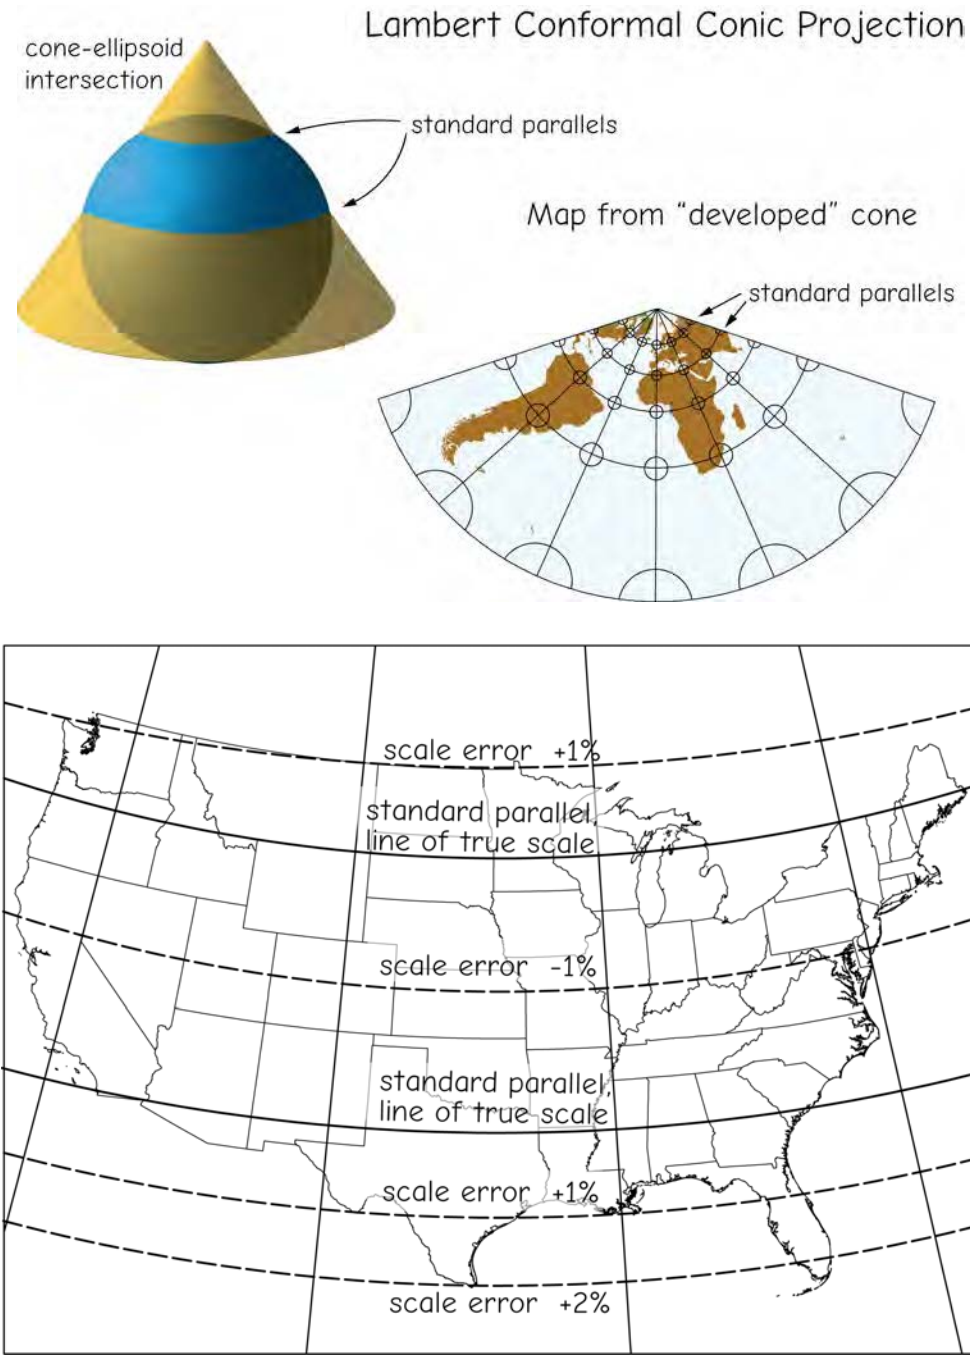 Lambert Conformal Conic Projection
cone-ellipsoid
intersection
standard parallels
Map from “developed” cone
standard parallels
scale error +1%
standard parallel
line of true scale
scale error -1%
standard parallel
line of true scale
scale error +1%
scale error +2%